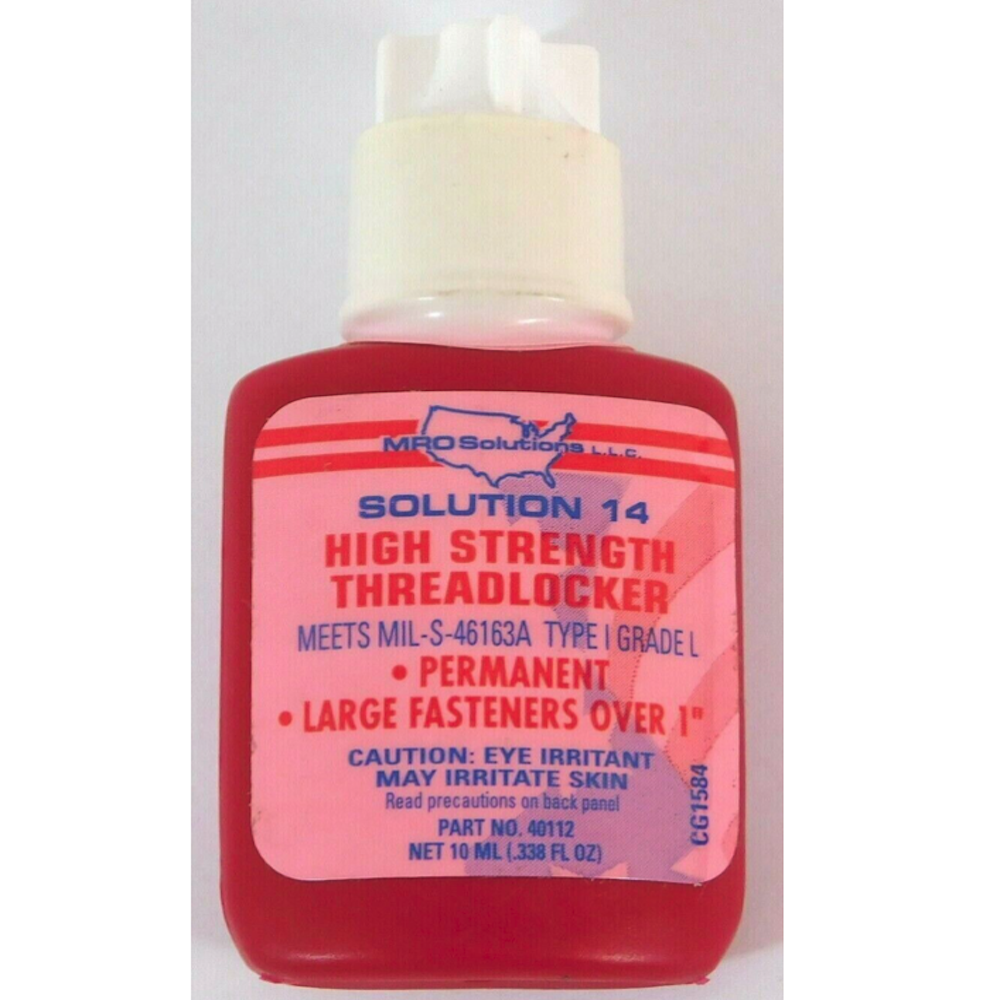 MRO Solutions L.L.C.
SOLUTION 14
HIGH STRENGTH
THREADLOCKER
MEETS MIL-S-46163A TYPE I GRADE L
• PERMANENT
• LARGE FASTENERS OVER 1"
CAUTION: EYE IRRITANT
MAY IRRITATE SKIN
Read precautions on back panel
PART NO. 40112
NET 10 ML (.338 FL OZ)
CG1584